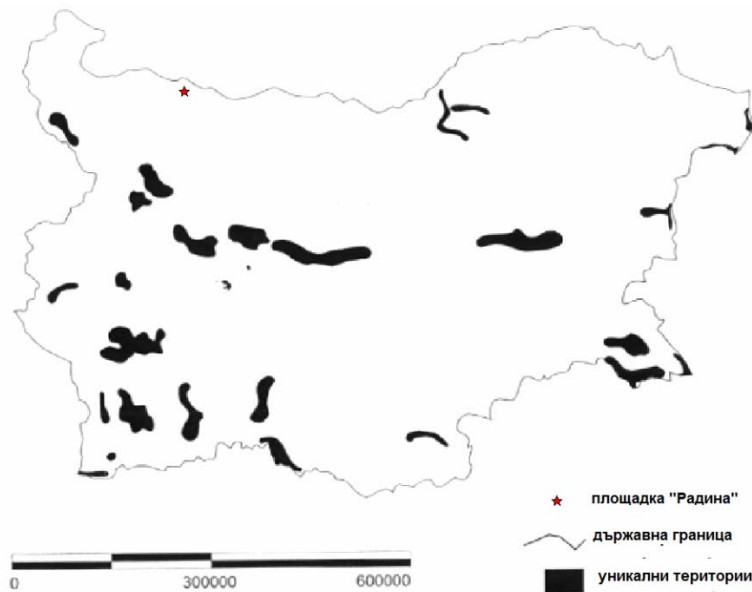 площадка "Радина"
държавна граница
уникални територии
0 300000 600000